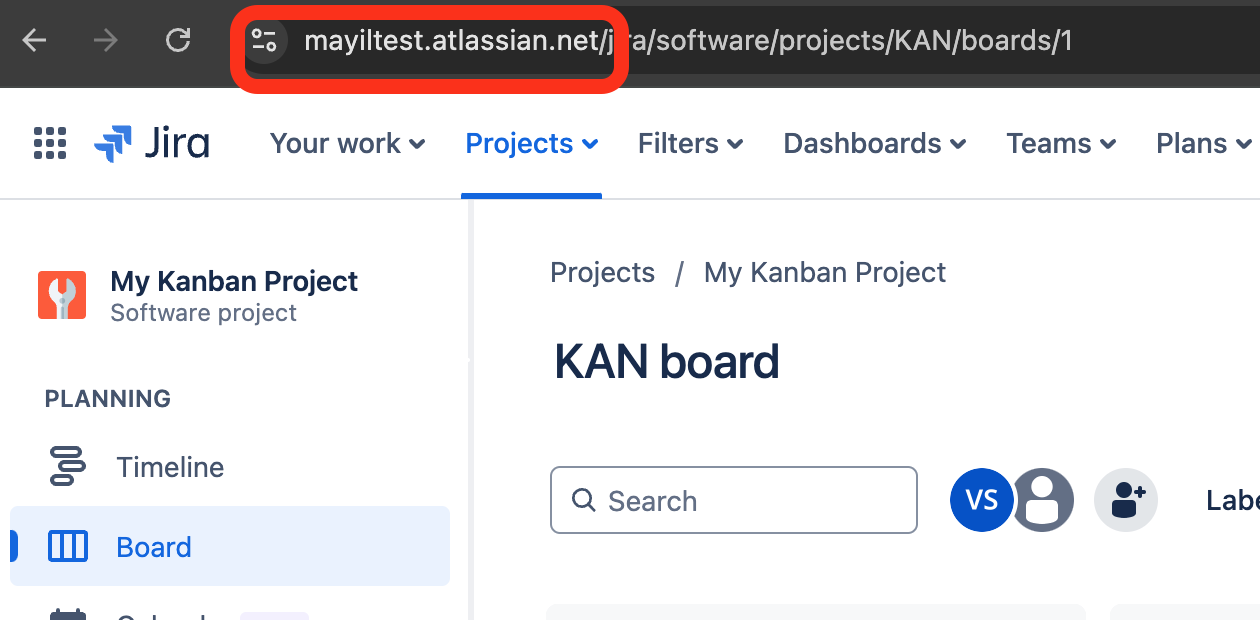 mayiltest.atlassian.net/jira/software/projects/KAN/boards/1
Jira Your work Projects Filters Dashboards Teams Plans
My Kanban Project
Software project
PLANNING
Timeline
Board
Projects / My Kanban Project
KAN board
Search VS